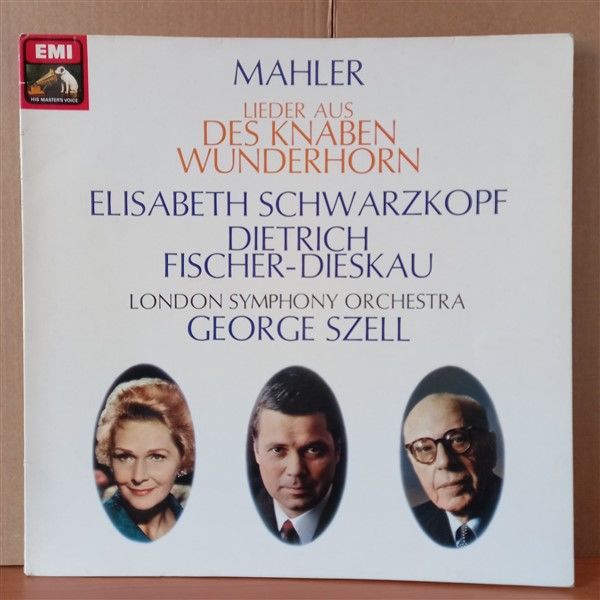 EMI
HIS MASTER'S VOICE
MAHLER
LIEDER AUS
DES KNABEN
WUNDERHORN
ELISABETH SCHWARZKOPF
DIETRICH
FISCHER-DIESKAU
LONDON SYMPHONY ORCHESTRA
GEORGE SZELL